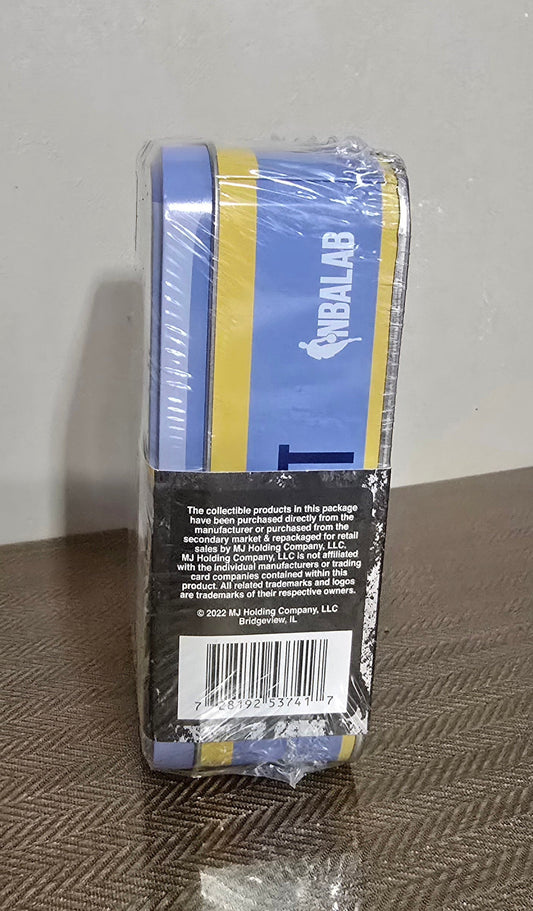 NBALAB
T
The collectible products in this package
have been purchased directly from the
manufacturer or purchased from the
secondary market & repackaged for retail
sales by MJ Holding Company, LLC.
MJ Holding Company, LLC is not affiliated
with the individual manufacturers or trading
card companies contained within this
product. All related trademarks and logos
are trademarks of their respective owners.
© 2022 MJ Holding Company, LLC
Bridgeview, IL
7 28192 53741 7